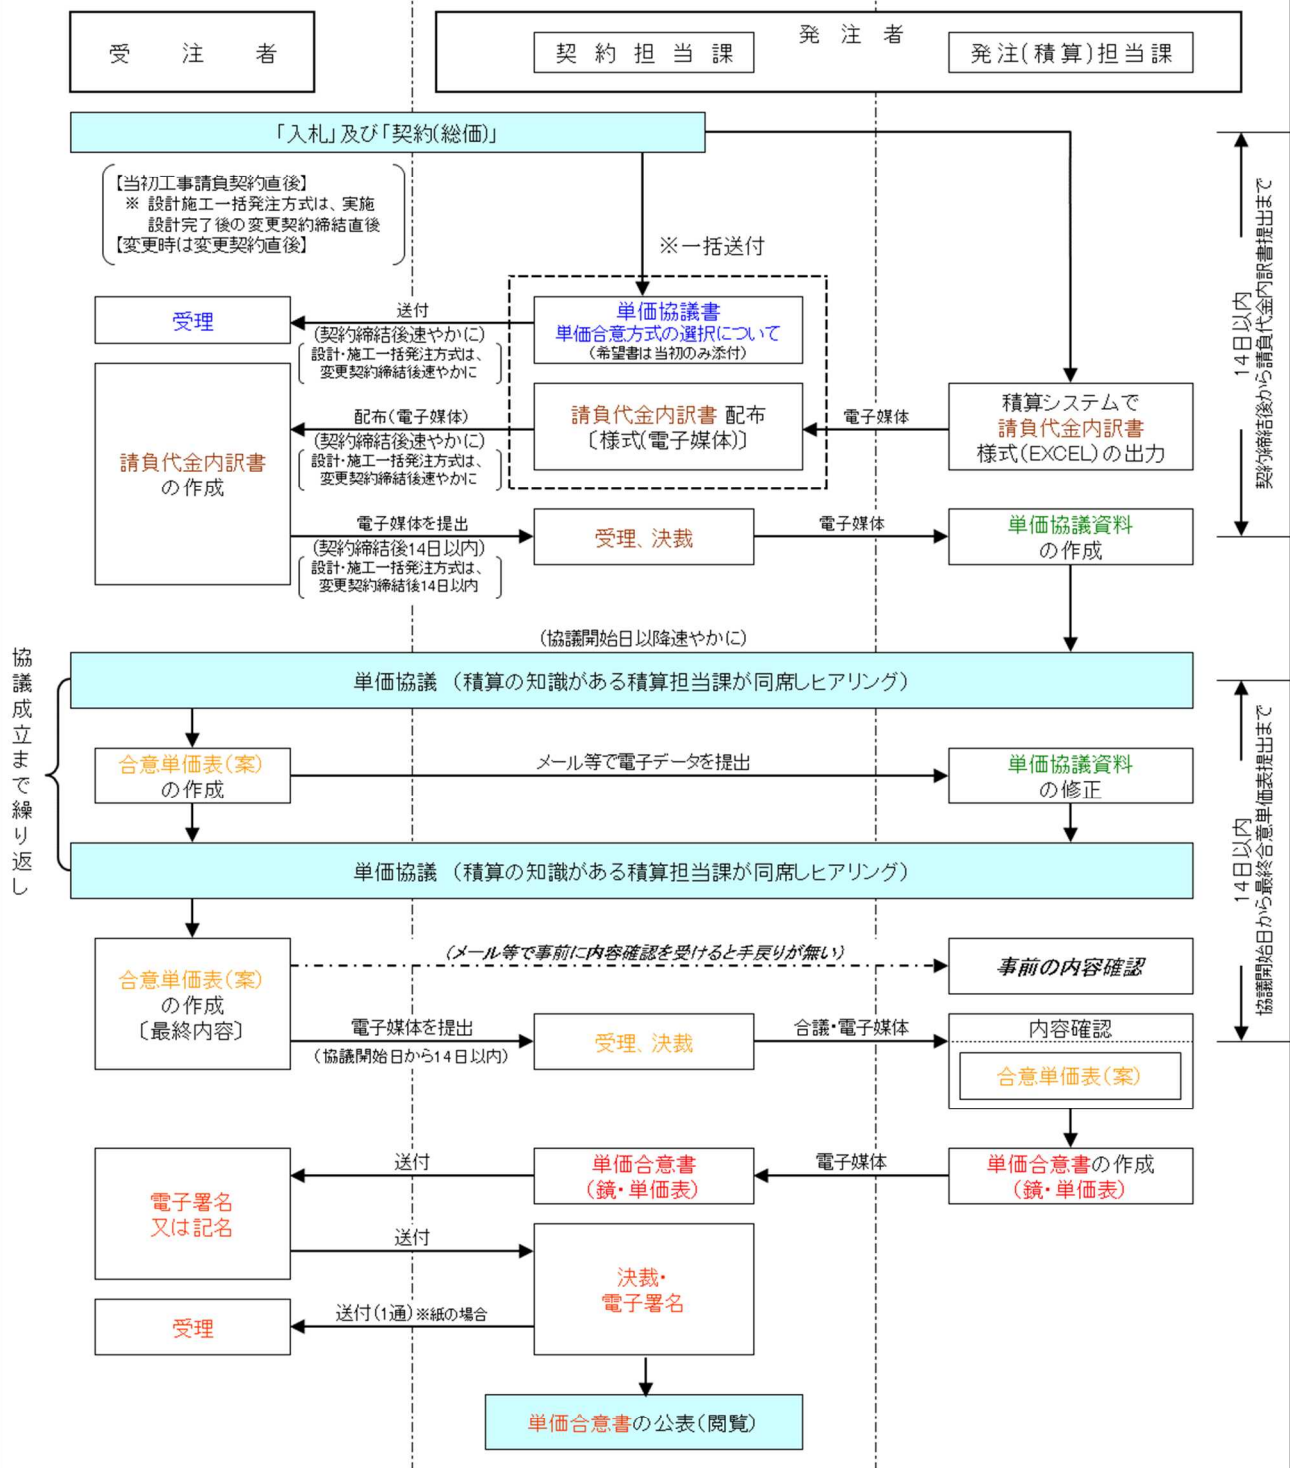 受　注　者
発 注 者
契 約 担 当 課
発注(積算)担当課
「入札」及び「契約(総価)」
【当初工事請負契約直後】
※ 設計施工一括発注方式は、実施
設計完了後の変更契約締結直後
【変更時は変更契約直後】
※一括送付
受理
送付
(契約締結後速やかに)
設計・施工一括発注方式は、
変更契約締結後速やかに
単価協議書
単価合意方式の選択について
(希望書は当初のみ添付)
請負代金内訳書
の作成
配布(電子媒体)
(契約締結後速やかに)
設計・施工一括発注方式は、
変更契約締結後速やかに
請負代金内訳書 配布
〔様式(電子媒体)〕
電子媒体
積算システムで
請負代金内訳書
様式(EXCEL)の出力
電子媒体を提出
(契約締結後14日以内)
設計・施工一括発注方式は、
変更契約締結後14日以内
受理、決裁
電子媒体
単価協議資料
の作成
14日以内
契約締結後から請負代金内訳書提出まで
(協議開始日以降速やかに)
単価協議 (積算の知識がある積算担当課が同席しヒアリング)
協議成立まで繰り返し
合意単価表(案)
の作成
メール等で電子データを提出
単価協議資料
の修正
単価協議 (積算の知識がある積算担当課が同席しヒアリング)
14日以内
協議開始日から最終合意単価表提出まで
合意単価表(案)
の作成
〔最終内容〕
(メール等で事前に内容確認を受けると手戻りが無い)
事前の内容確認
電子媒体を提出
(協議開始日から14日以内)
受理、決裁
合議・電子媒体
内容確認
合意単価表(案)
電子署名
又は記名
送付
単価合意書
(鏡・単価表)
電子媒体
単価合意書の作成
(鏡・単価表)
送付
決裁・
電子署名
受理
送付(1通)※紙の場合
単価合意書の公表(閲覧)